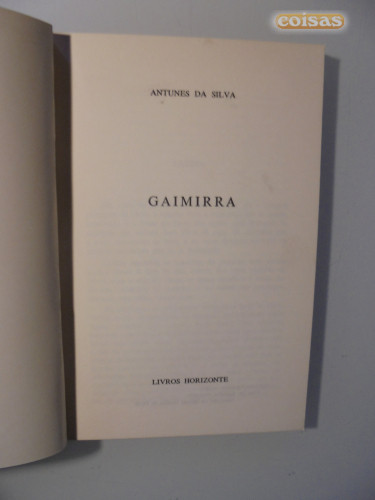 coisas
ANTUNES DA SILVA
GAIMIRRA
LIVROS HORIZONTE